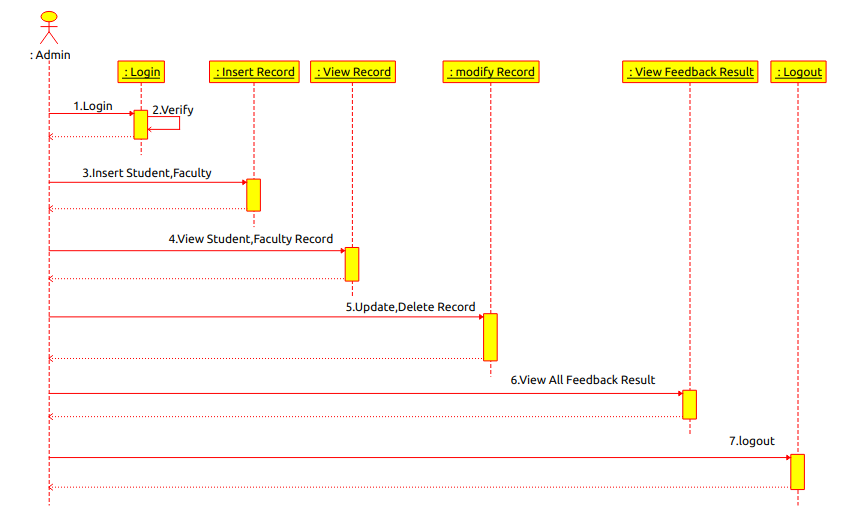 : Admin
: Login
: Insert Record
: View Record
: modify Record
: View Feedback Result
: Logout
1.Login
2.Verify
3.Insert Student,Faculty
4.View Student,Faculty Record
5.Update,Delete Record
6.View All Feedback Result
7.logout